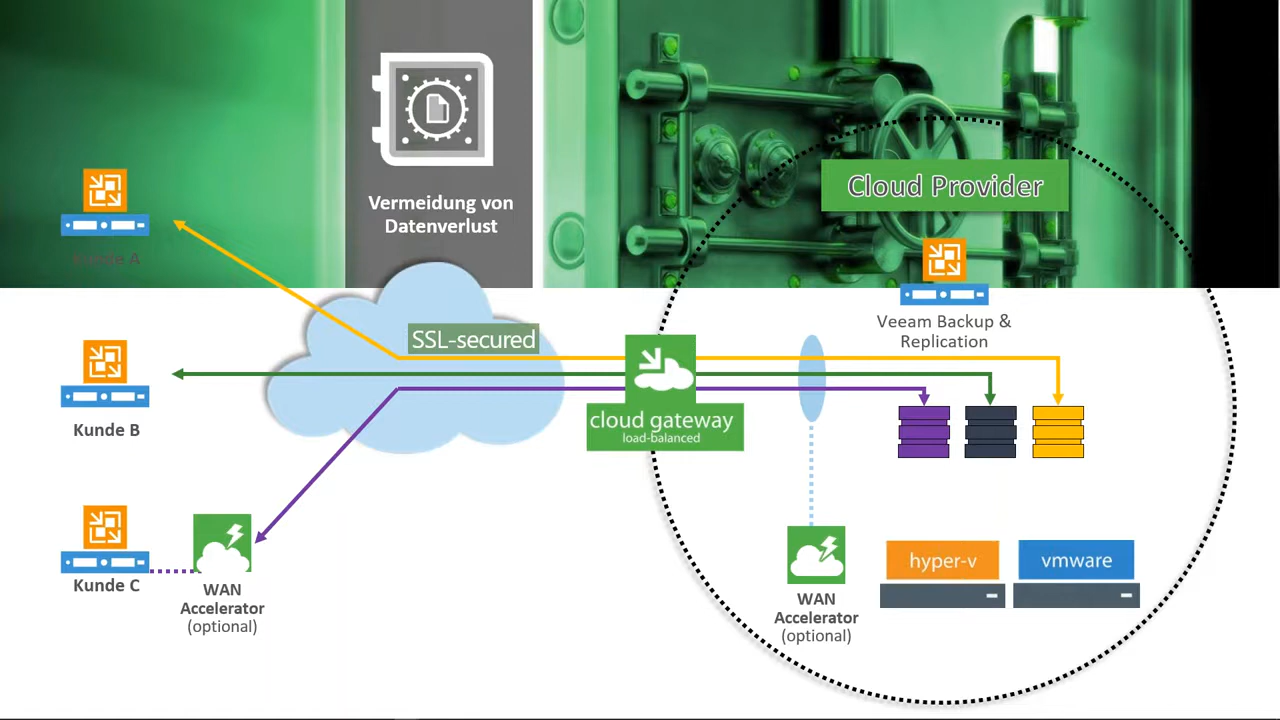 Vermeidung von
Datenverlust
Cloud Provider
Kunde A
SSL-secured
Veeam Backup &
Replication
Kunde B
cloud gateway
load-balanced
Kunde C
WAN
Accelerator
(optional)
WAN
Accelerator
(optional)
hyper-v
vmware